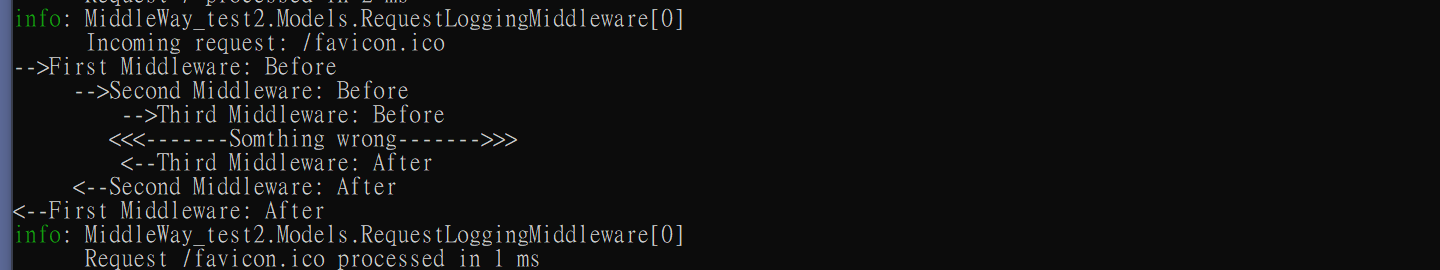 Request / processed in 2 ms
info: MiddleWay_test2.Models.RequestLoggingMiddleware[0]
Incoming request: /favicon.ico
-->First Middleware: Before
-->Second Middleware: Before
-->Third Middleware: Before
<<<-------Somthing wrong------->>>
<--Third Middleware: After
<--Second Middleware: After
<--First Middleware: After
info: MiddleWay_test2.Models.RequestLoggingMiddleware[0]
Request /favicon.ico processed in 1 ms